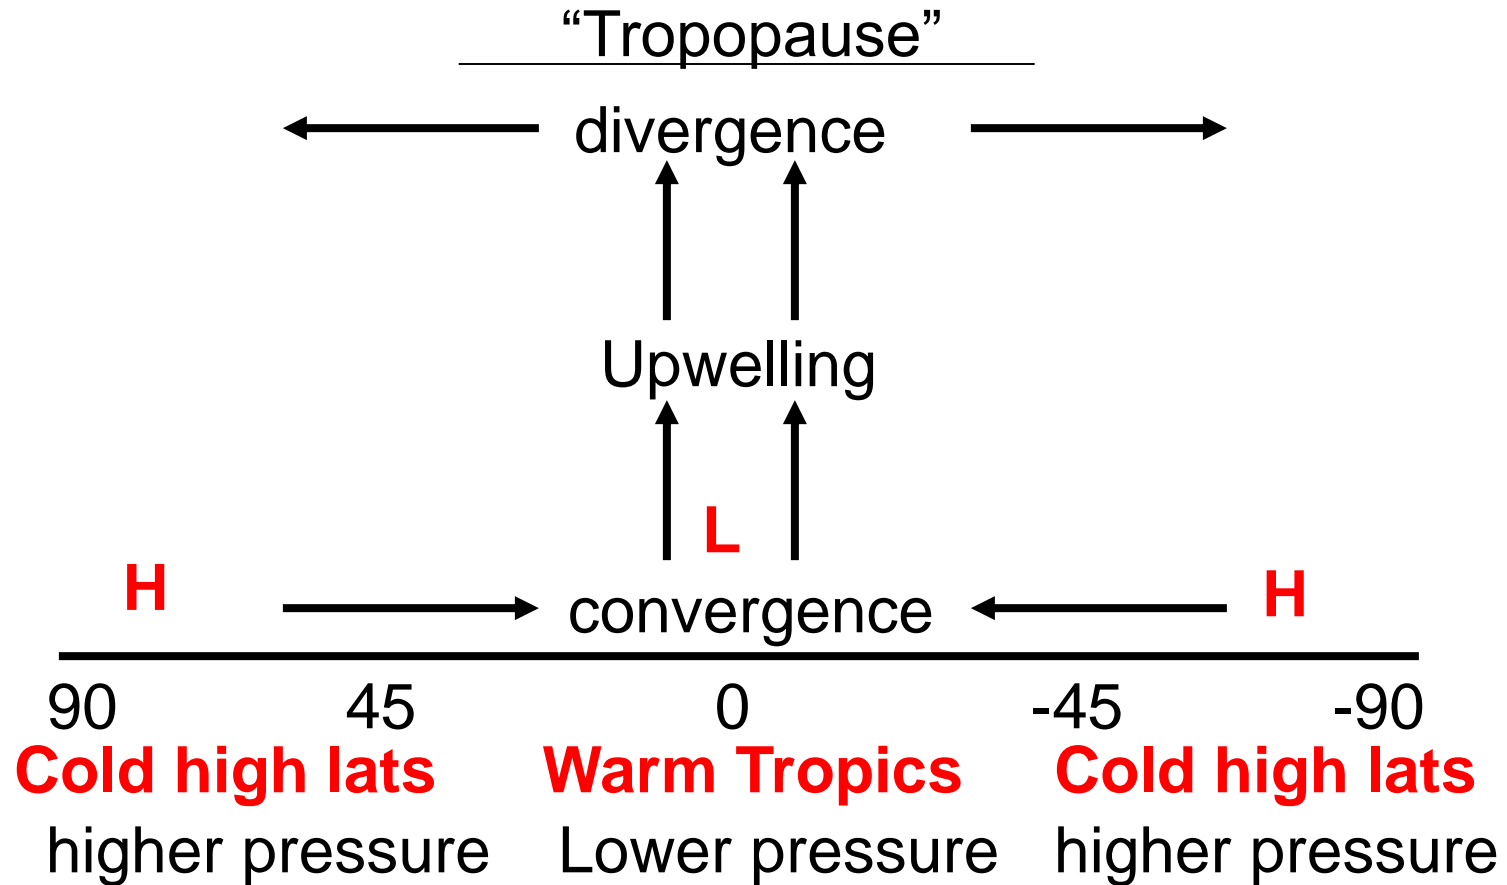 “Tropopause”
divergence
Upwelling
L
H
H
convergence
90 45 0 -45 -90
Cold high lats Warm Tropics Cold high lats
higher pressure Lower pressure higher pressure